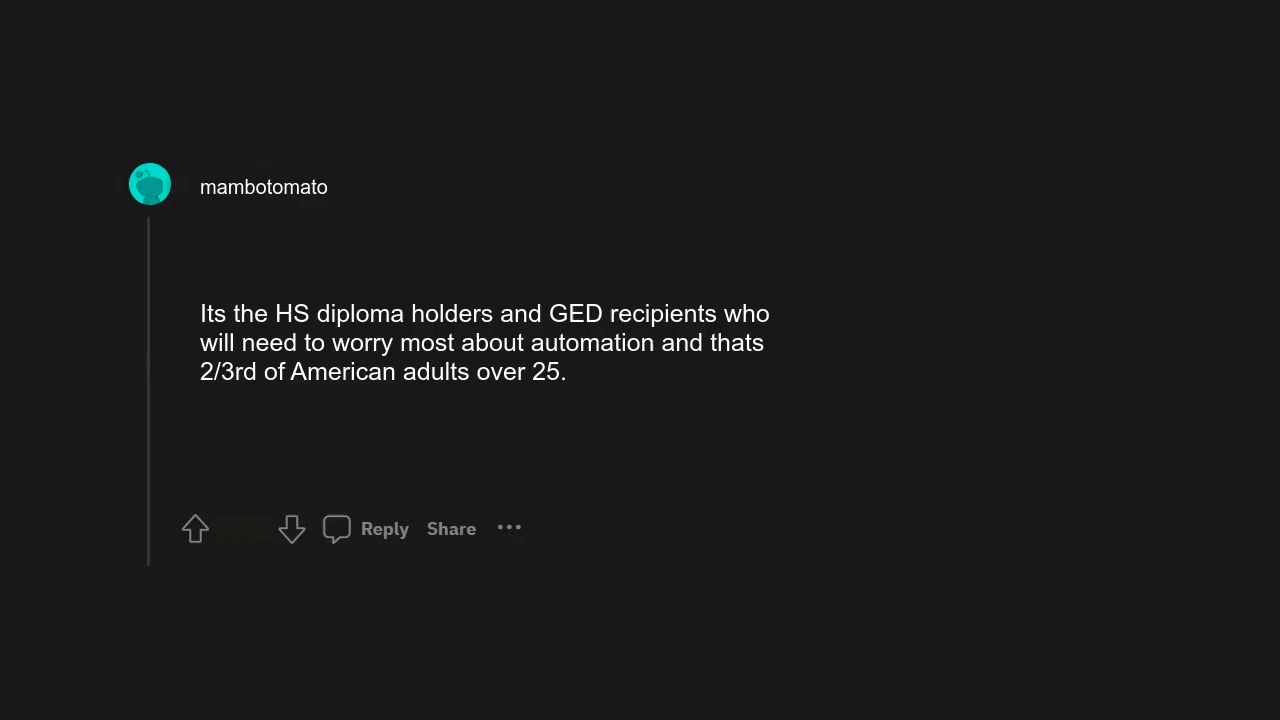 mambotomato
Its the HS diploma holders and GED recipients who
will need to worry most about automation and thats
2/3rd of American adults over 25.
Reply Share